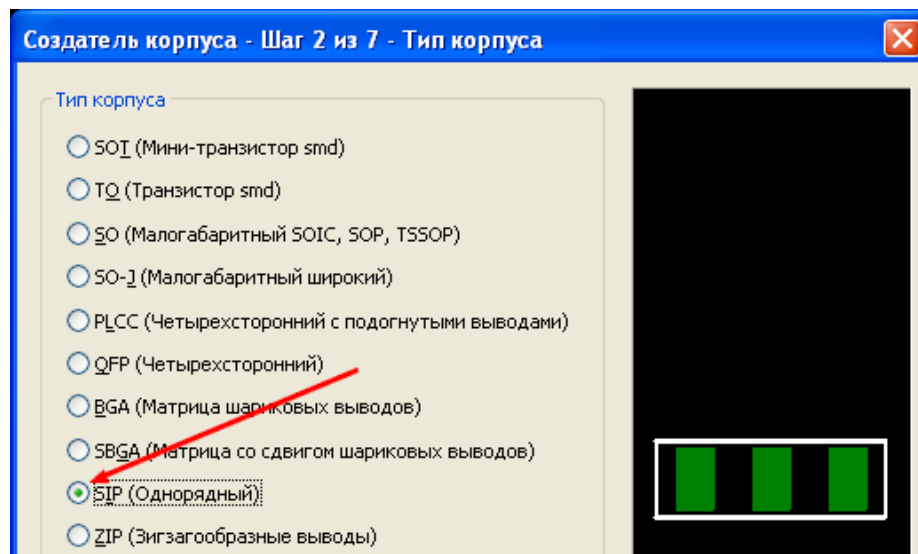 Создатель корпуса - Шаг 2 из 7 - Тип корпуса
Тип корпуса
SOT (Мини-транзистор smd)
TO (Транзистор smd)
SO (Малогабаритный SOIC, SOP, TSSOP)
SO-J (Малогабаритный широкий)
PLCC (Четырехсторонний с подогнутыми выводами)
QFP (Четырехсторонний)
BGA (Матрица шариковых выводов)
SBGA (Матрица со сдвигом шариковых выводов)
SIP (Однорядный)
ZIP (Зигзагообразные выводы)